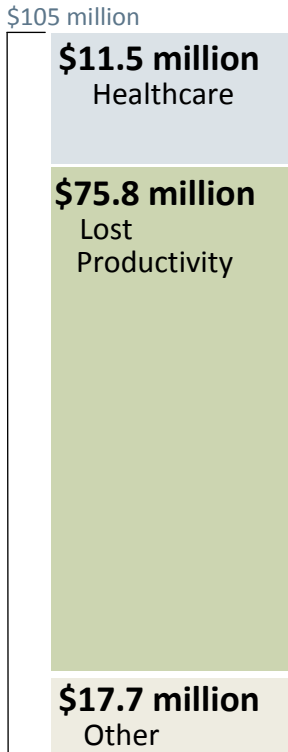 $105 million
$11.5 million
Healthcare
$75.8 million
Lost
Productivity
$17.7 million
Other